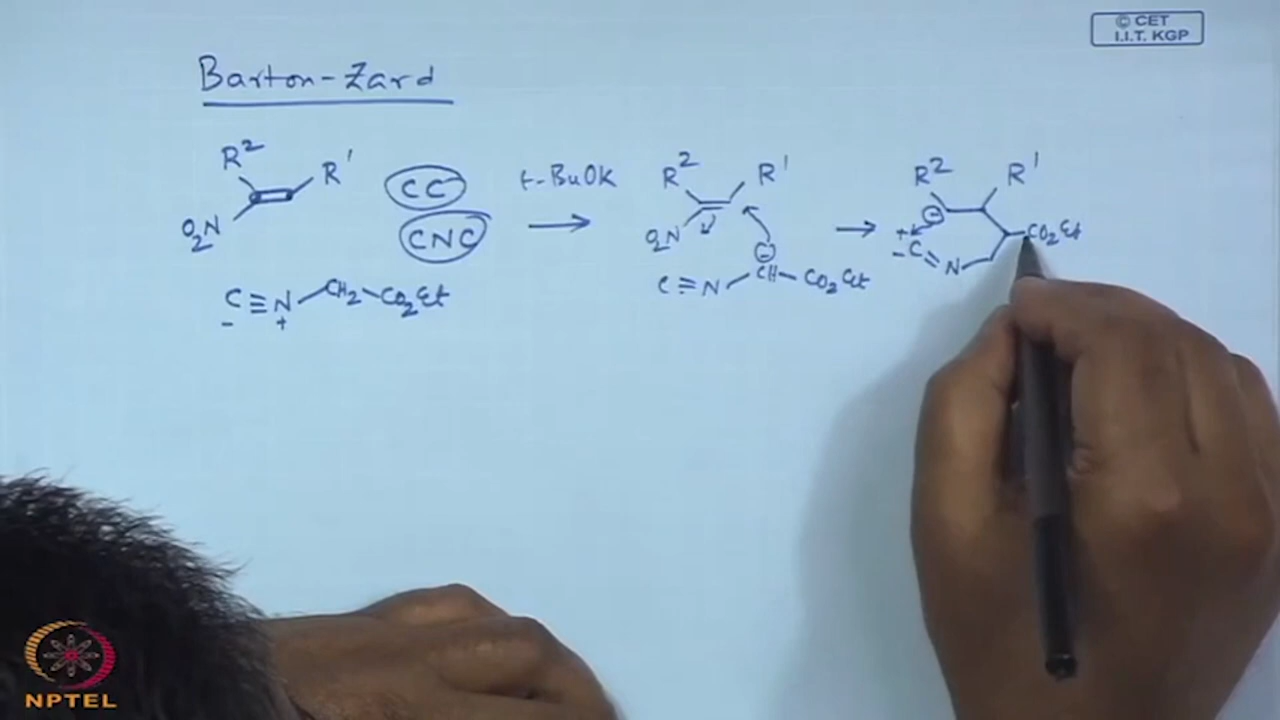 © CET
I.I.T. KGP
Barton-Zard
R² R¹
O₂N
CC
CNC
C≡N-CH₂-CO₂Et
- +
t-BuOK
R² R¹
O₂N
⊖
C≡N-CH-CO₂Et
R² R¹
⊖
+
-C=N
CO₂Et
NPTEL